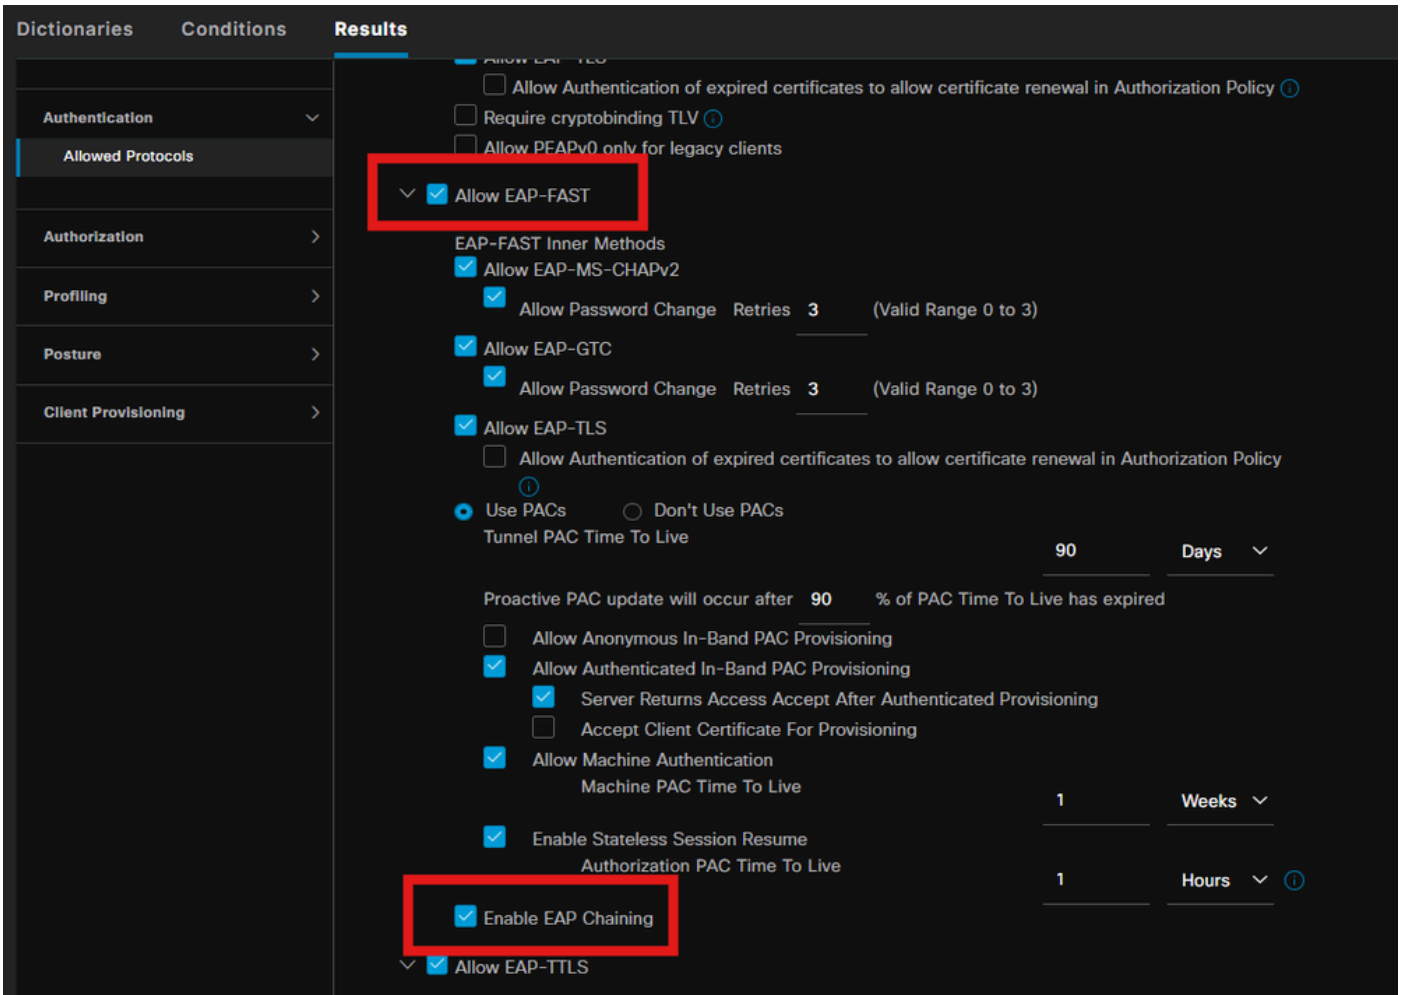 Dictionaries Conditions Results
Allow EAP-TLS
Allow Authentication of expired certificates to allow certificate renewal in Authorization Policy
Require cryptobinding TLV
Allow PEAPv0 only for legacy clients
Authentication
Allowed Protocols
Authorization
Profiling
Posture
Client Provisioning
Allow EAP-FAST
EAP-FAST Inner Methods
Allow EAP-MS-CHAPv2
Allow Password Change Retries 3 (Valid Range 0 to 3)
Allow EAP-GTC
Allow Password Change Retries 3 (Valid Range 0 to 3)
Allow EAP-TLS
Allow Authentication of expired certificates to allow certificate renewal in Authorization Policy
Use PACs Don't Use PACs
Tunnel PAC Time To Live 90 Days
Proactive PAC update will occur after 90 % of PAC Time To Live has expired
Allow Anonymous In-Band PAC Provisioning
Allow Authenticated In-Band PAC Provisioning
Server Returns Access Accept After Authenticated Provisioning
Accept Client Certificate For Provisioning
Allow Machine Authentication
Machine PAC Time To Live 1 Weeks
Enable Stateless Session Resume
Authorization PAC Time To Live 1 Hours
Enable EAP Chaining
Allow EAP-TTLS